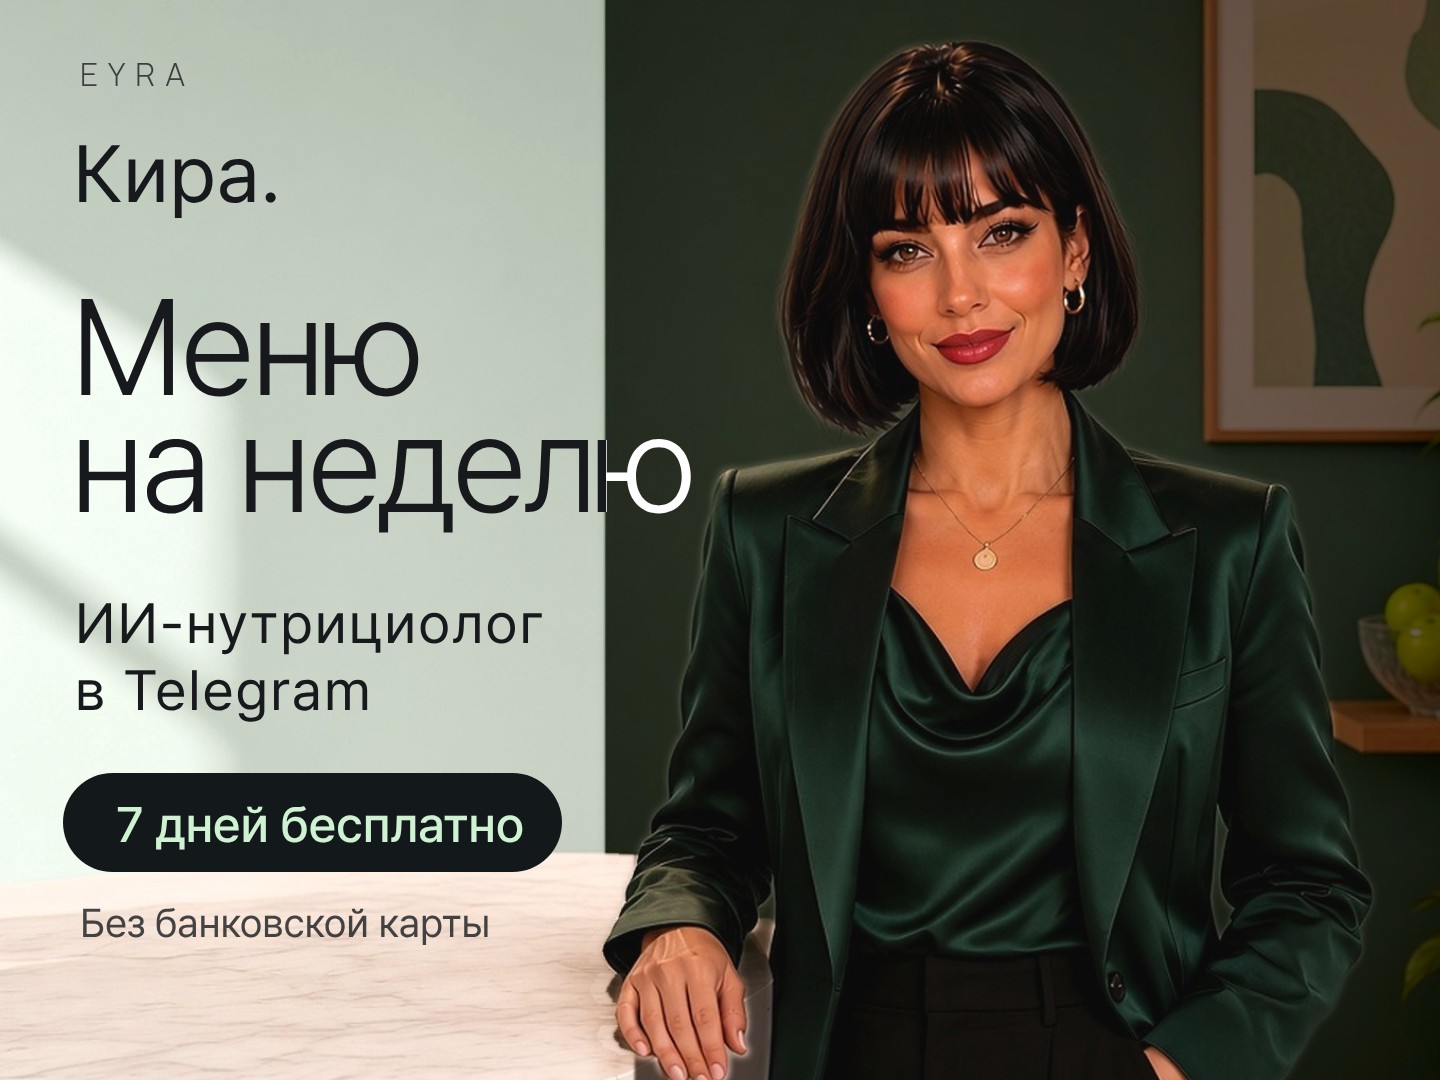 EYRA
Кира.
Меню
на неделю
ИИ-нутрициолог
в Telegram
7 дней бесплатно
Без банковской карты